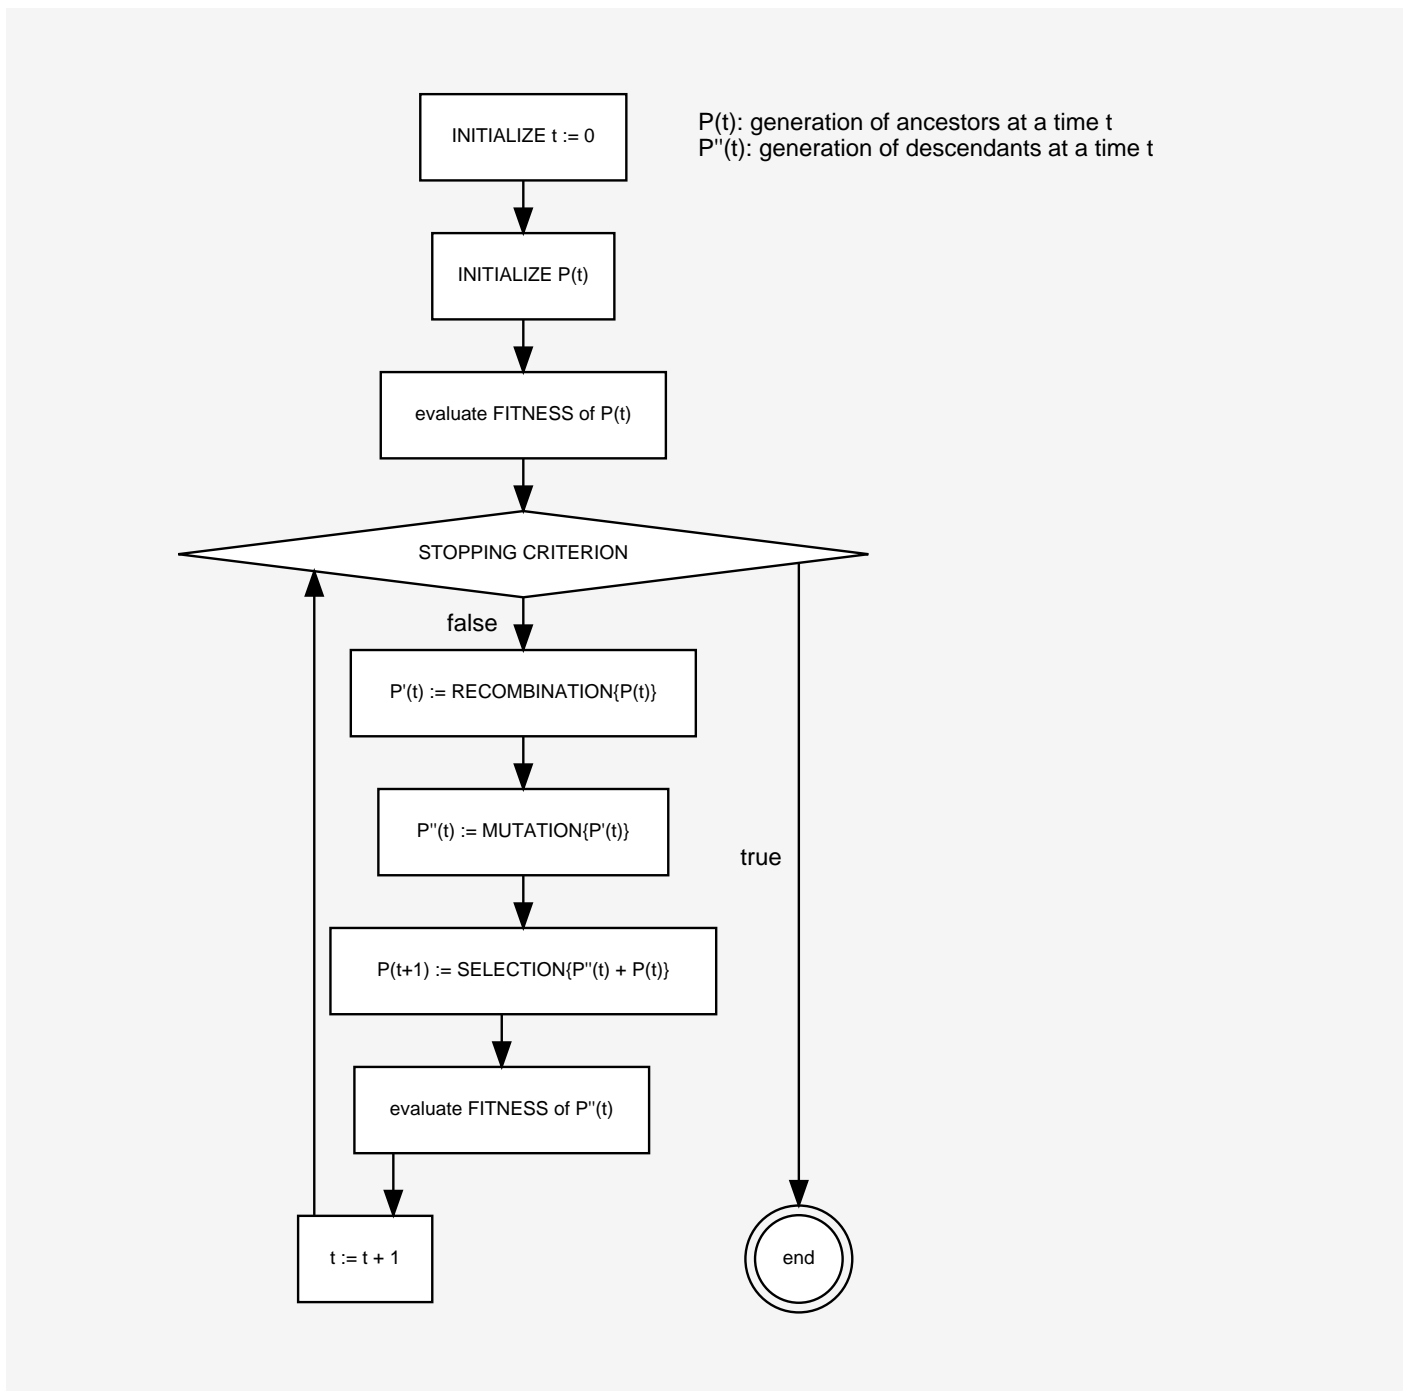 INITIALIZE t := 0
P(t): generation of ancestors at a time t
P''(t): generation of descendants at a time t
INITIALIZE P(t)
evaluate FITNESS of P(t)
STOPPING CRITERION
false
P'(t) := RECOMBINATION{P(t)}
P''(t) := MUTATION{P'(t)}
true
P(t+1) := SELECTION{P''(t) + P(t)}
evaluate FITNESS of P''(t)
t := t + 1
end